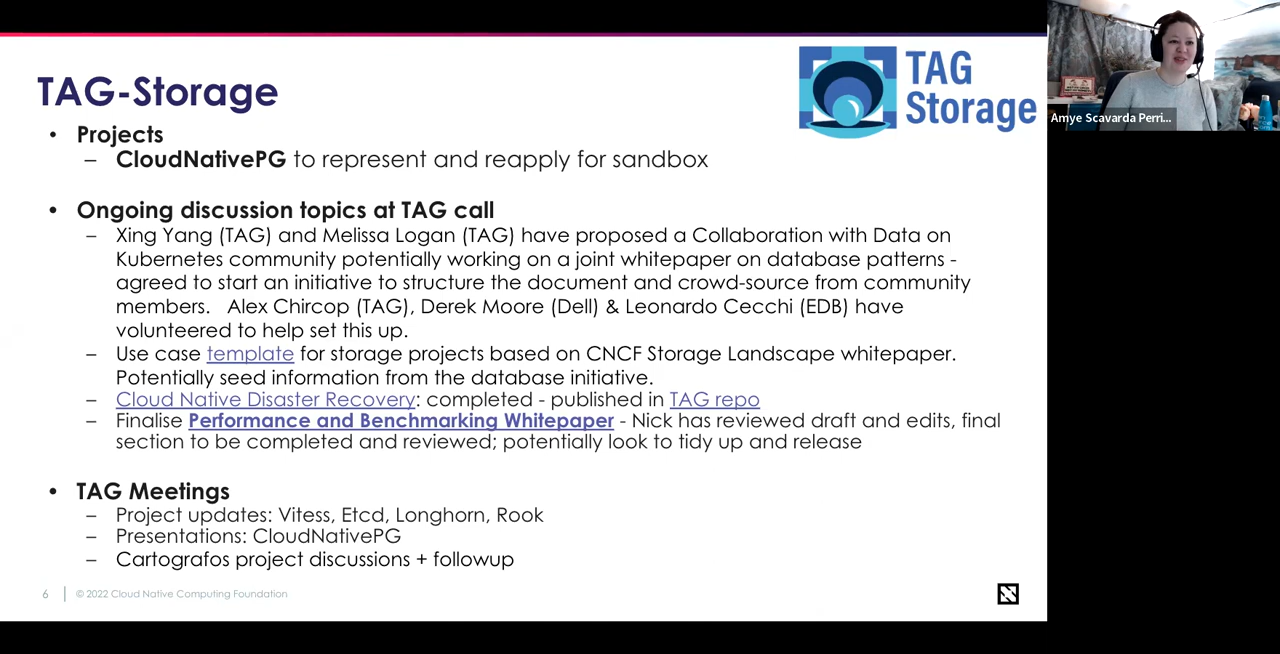 TAG-Storage
TAG
Storage
Amye Scavarda Perri...
• Projects
– CloudNativePG to represent and reapply for sandbox
• Ongoing discussion topics at TAG call
– Xing Yang (TAG) and Melissa Logan (TAG) have proposed a Collaboration with Data on
Kubernetes community potentially working on a joint whitepaper on database patterns -
agreed to start an initiative to structure the document and crowd-source from community
members. Alex Chircop (TAG), Derek Moore (Dell) & Leonardo Cecchi (EDB) have
volunteered to help set this up.
– Use case template for storage projects based on CNCF Storage Landscape whitepaper.
Potentially seed information from the database initiative.
– Cloud Native Disaster Recovery: completed - published in TAG repo
– Finalise Performance and Benchmarking Whitepaper - Nick has reviewed draft and edits, final
section to be completed and reviewed; potentially look to tidy up and release
• TAG Meetings
– Project updates: Vitess, Etcd, Longhorn, Rook
– Presentations: CloudNativePG
– Cartografos project discussions + followup
6 © 2022 Cloud Native Computing Foundation